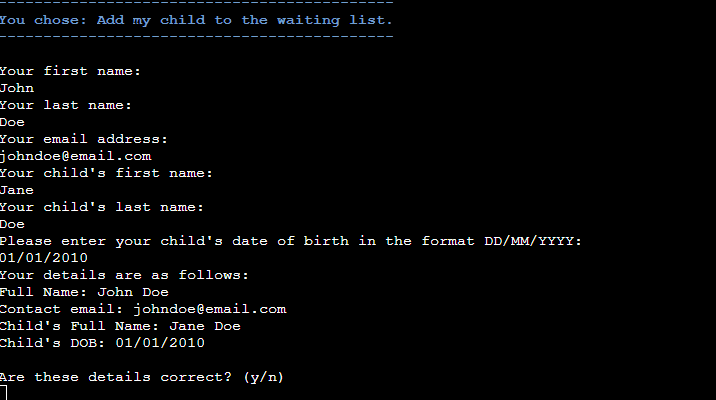 --------------------------------------------
You chose: Add my child to the waiting list.
--------------------------------------------
Your first name:
John
Your last name:
Doe
Your email address:
johndoe@email.com
Your child's first name:
Jane
Your child's last name:
Doe
Please enter your child's date of birth in the format DD/MM/YYYY:
01/01/2010
Your details are as follows:
Full Name: John Doe
Contact email: johndoe@email.com
Child's Full Name: Jane Doe
Child's DOB: 01/01/2010
Are these details correct? (y/n)